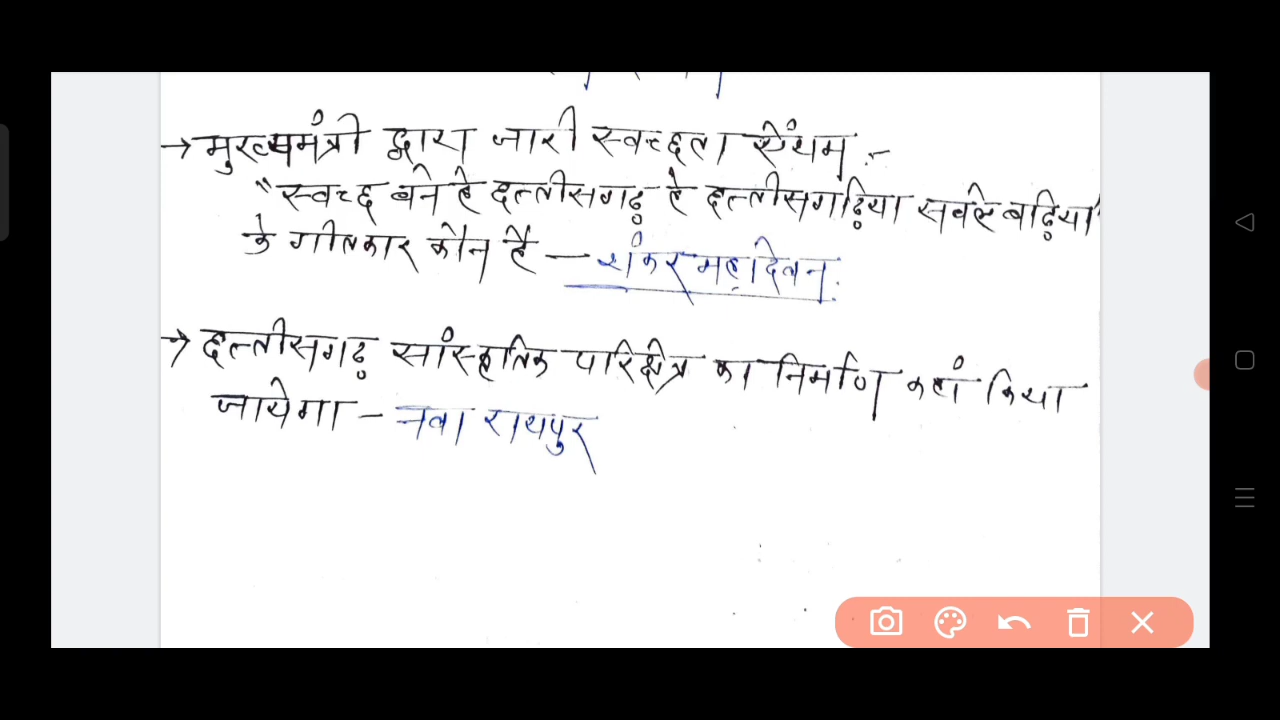 → मुख्यमंत्री द्वारा जारी स्वच्छता एंथम :-
"स्वच्छ बने हे छत्तीसगढ़ हे छत्तीसगढ़िया सबले बढ़िया"
के गीतकार कौन है — शंकर महादेवन
→ छत्तीसगढ़ सांस्कृतिक परिक्षेत्र का निर्माण कहां किया
जायेगा - नवा रायपुर